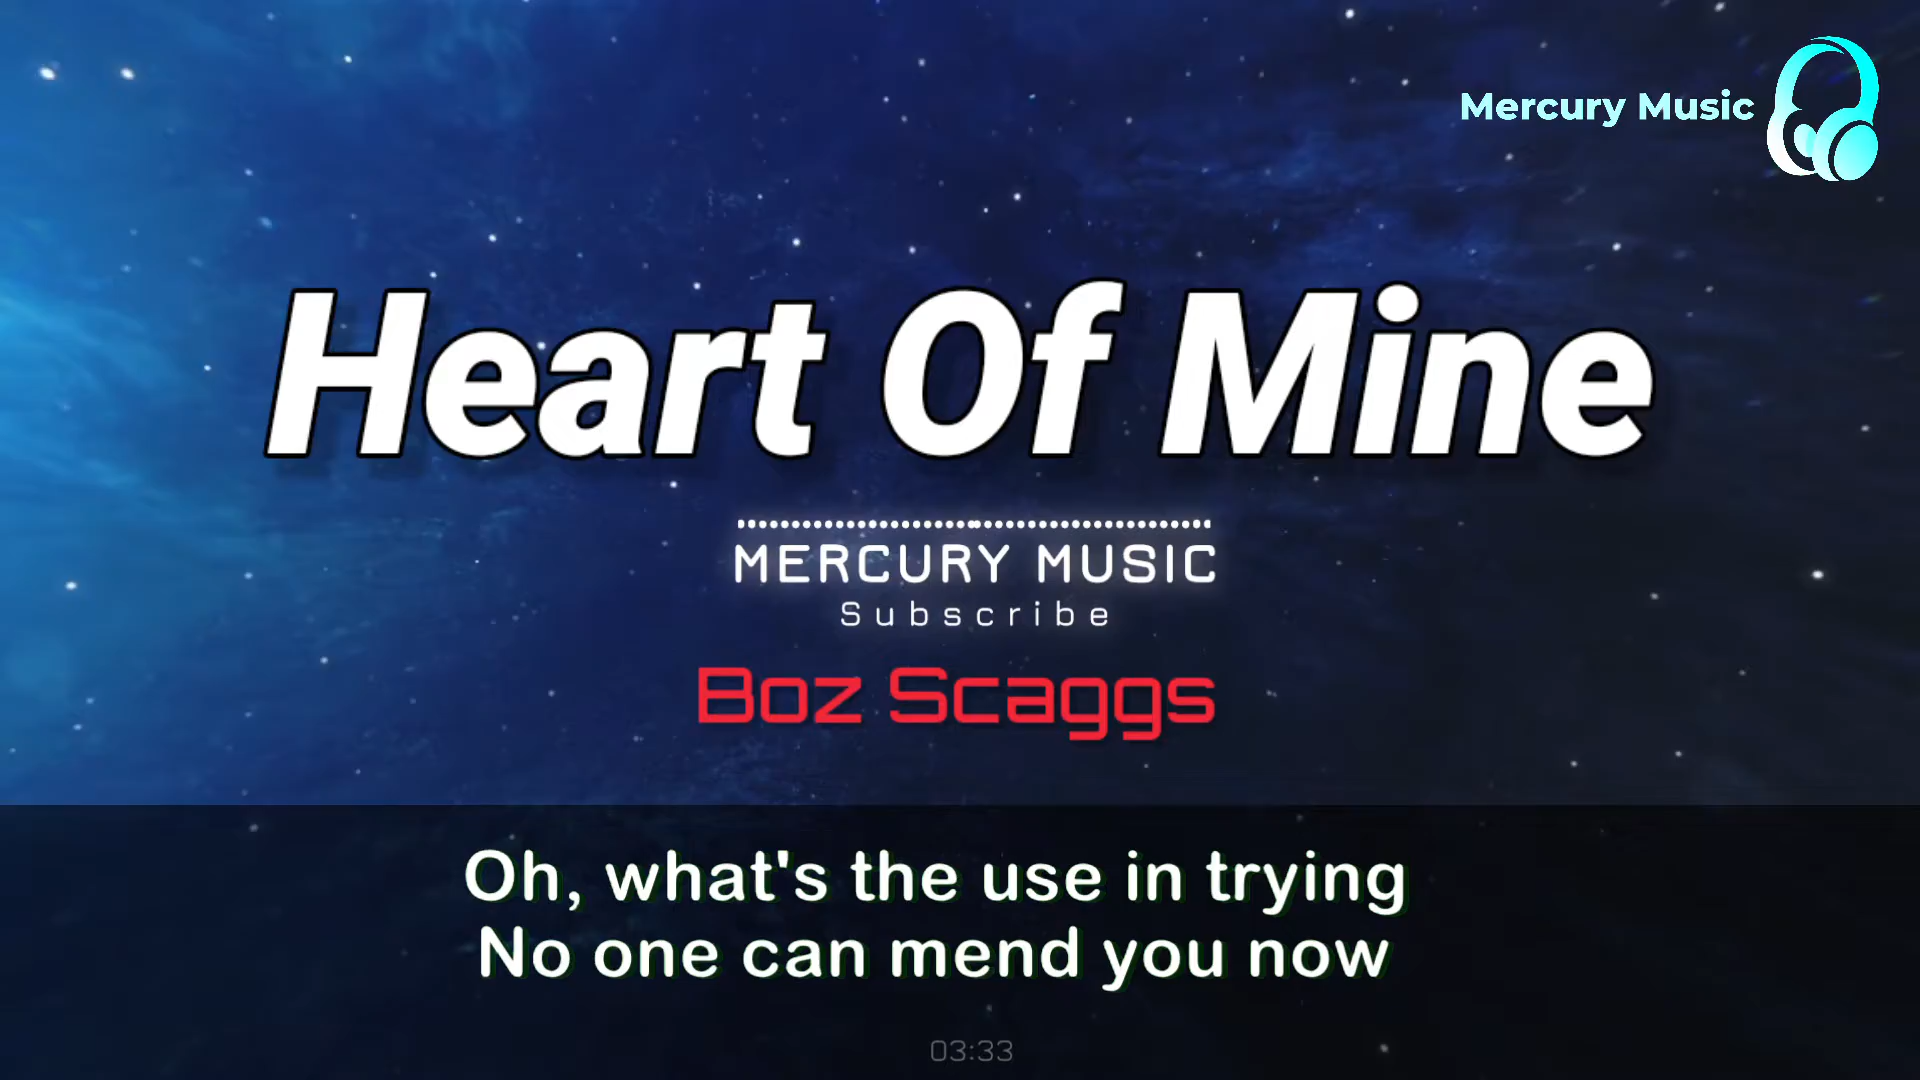 Mercury Music
Heart Of Mine
MERCURY MUSIC
Subscribe
Boz Scaggs
Oh, what's the use in trying
No one can mend you now
03:33